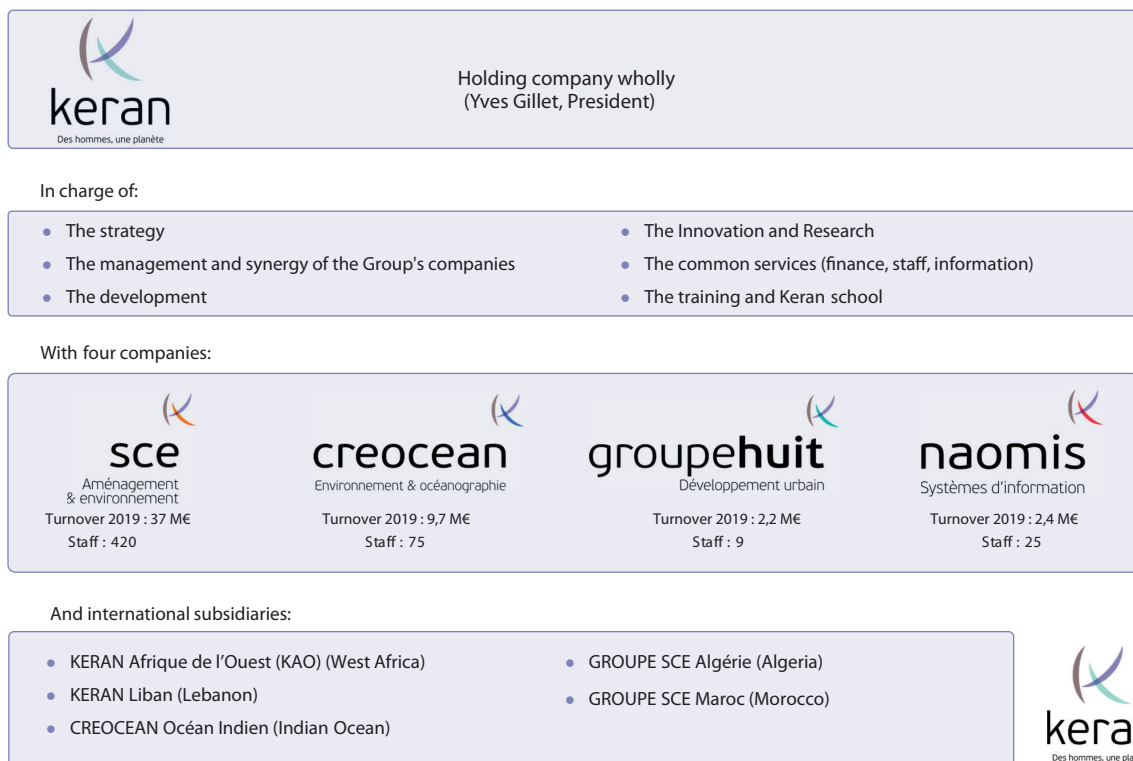 keran
Des hommes, une planète
Holding company wholly
(Yves Gillet, President)
In charge of:
The strategy
The management and synergy of the Group's companies
The development
The Innovation and Research
The common services (finance, staff, information)
The training and Keran school
With four companies:
sce
Aménagement
& environnement
Turnover 2019 : 37 M€
Staff : 420
creocean
Environnement & océanographie
Turnover 2019 : 9,7 M€
Staff : 75
groupehuit
Développement urbain
Turnover 2019 : 2,2 M€
Staff : 9
naomis
Systèmes d'information
Turnover 2019 : 2,4 M€
Staff : 25
And international subsidiaries:
KERAN Afrique de l’Ouest (KAO) (West Africa)
KERAN Liban (Lebanon)
CREOCEAN Océan Indien (Indian Ocean)
GROUPE SCE Algérie (Algeria)
GROUPE SCE Maroc (Morocco)
kera
Des hommes, une pla